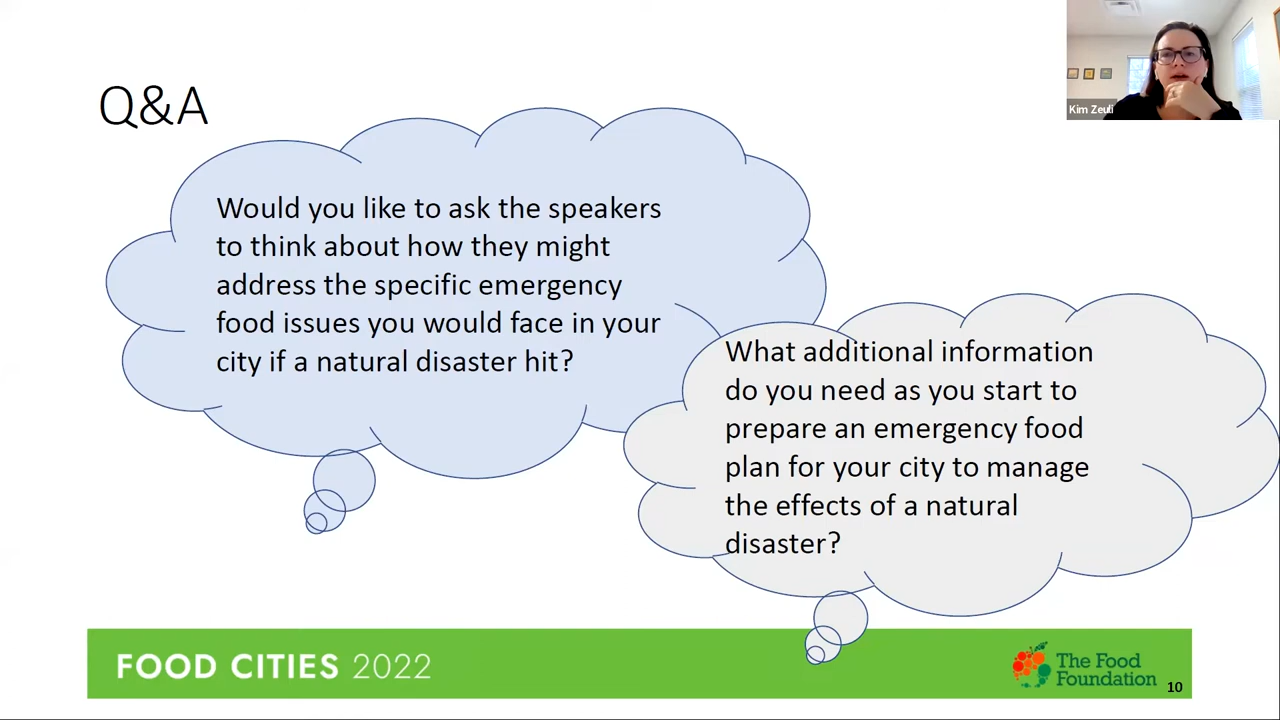 Q&A
Would you like to ask the speakers
to think about how they might
address the specific emergency
food issues you would face in your
city if a natural disaster hit?
What additional information
do you need as you start to
prepare an emergency food
plan for your city to manage
the effects of a natural
disaster?
Kim Zeuli
FOOD CITIES 2022
The Food
Foundation
10